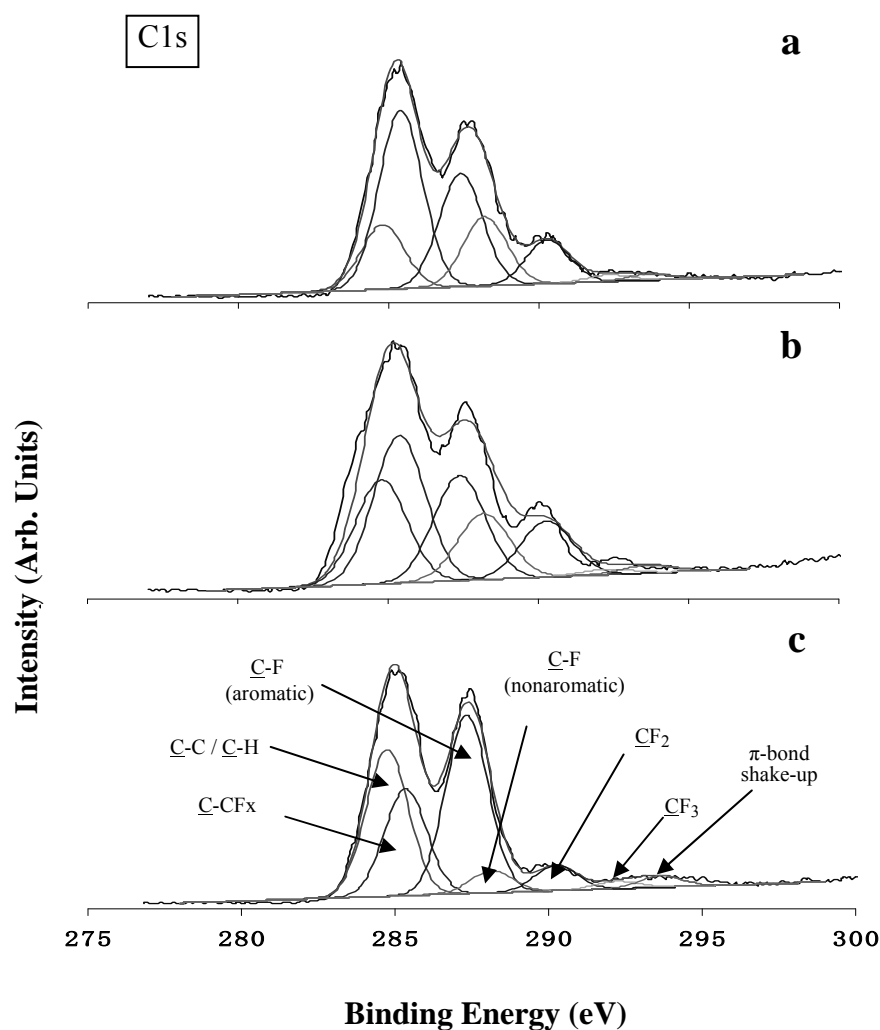 C1s
a
b
c
Intensity (Arb. Units)
C-F
(aromatic)
C-F
(nonaromatic)
C-C / C-H
CF2
π-bond
shake-up
C-CFx
CF3
275 280 285 290 295 300
Binding Energy (eV)